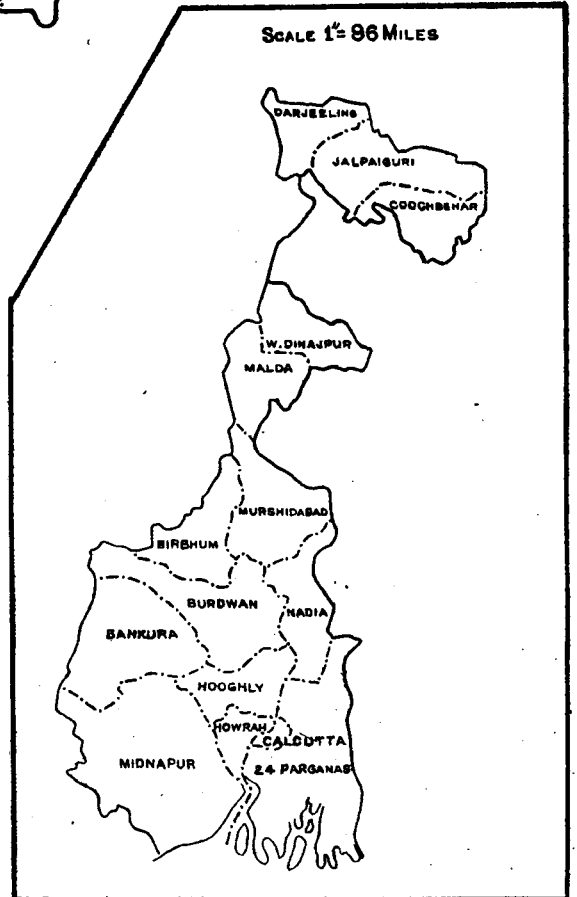 SCALE 1"= 96 MILES
DARJEELING
JALPAIGURI
COOCHBEHAR
W. DINAJPUR
MALDA
MURSHIDABAD
BIRBHUM
BURDWAN
NADIA
BANKURA
HOOGHLY
HOWRAH
CALCUTTA
MIDNAPUR
24 PARGANAS